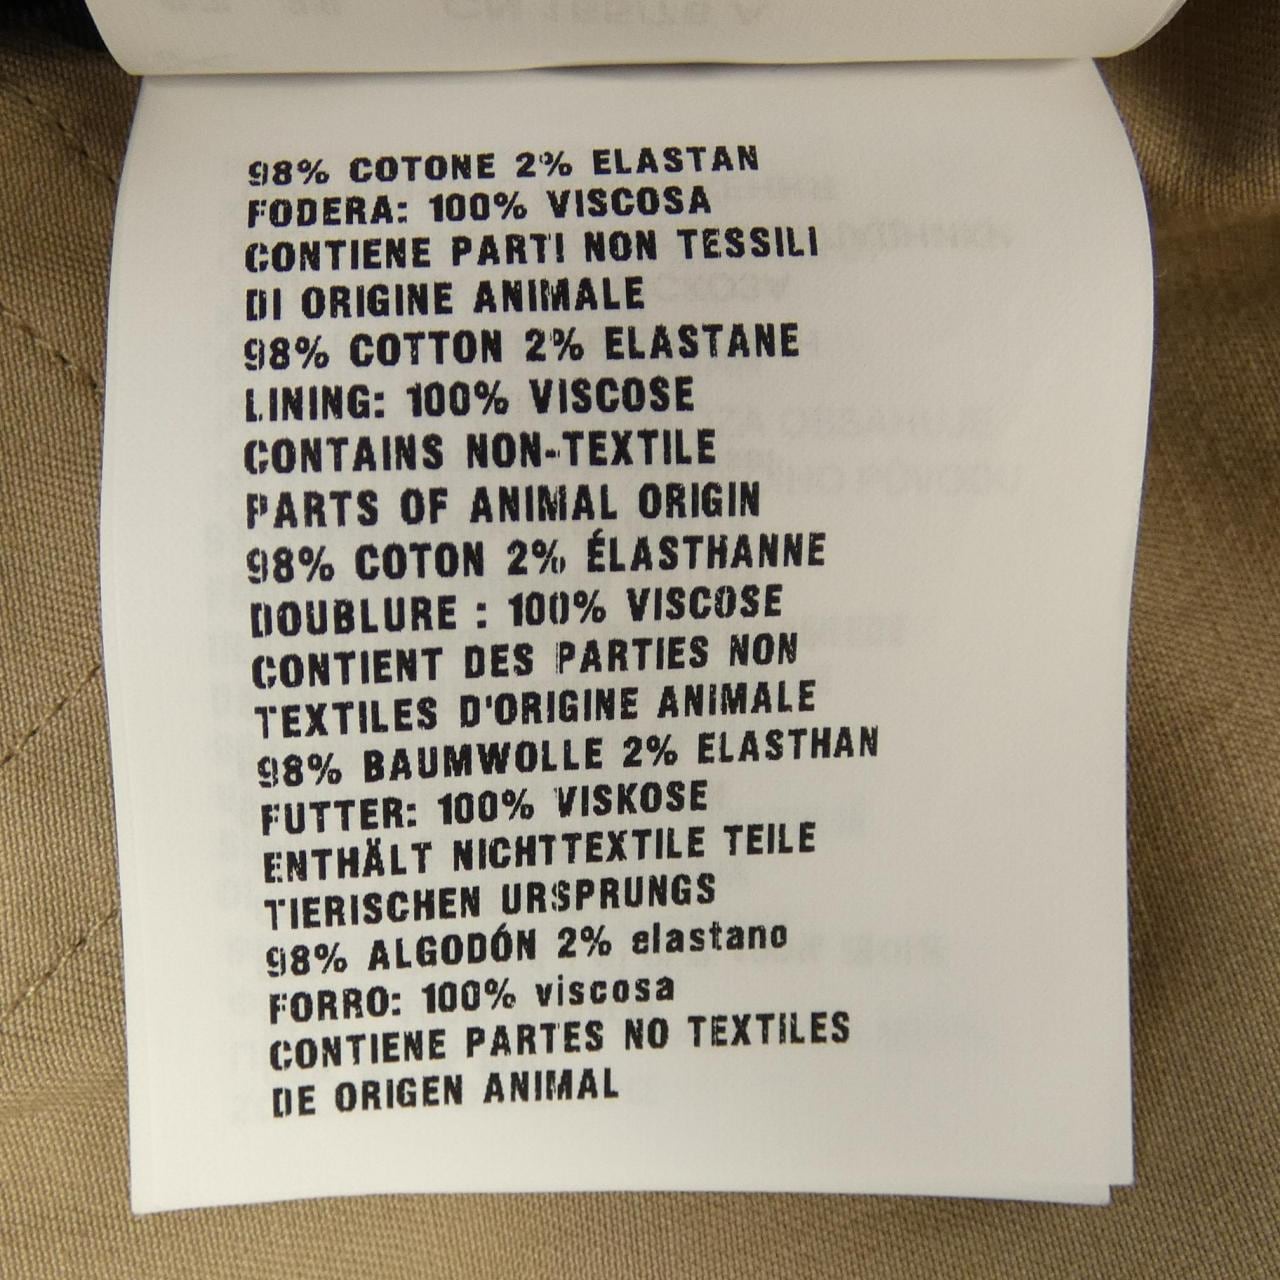 98% COTONE 2% ELASTAN
FODERA: 100% VISCOSA
CONTIENE PARTI NON TESSILI
DI ORIGINE ANIMALE
98% COTTON 2% ELASTANE
LINING: 100% VISCOSE
CONTAINS NON-TEXTILE
PARTS OF ANIMAL ORIGIN
98% COTON 2% ÉLASTHANNE
DOUBLURE : 100% VISCOSE
CONTIENT DES PARTIES NON
TEXTILES D'ORIGINE ANIMALE
98% BAUMWOLLE 2% ELASTHAN
FUTTER: 100% VISKOSE
ENTHÄLT NICHTTEXTILE TEILE
TIERISCHEN URSPRUNGS
98% ALGODÓN 2% elastano
FORRO: 100% viscosa
CONTIENE PARTES NO TEXTILES
DE ORIGEN ANIMAL